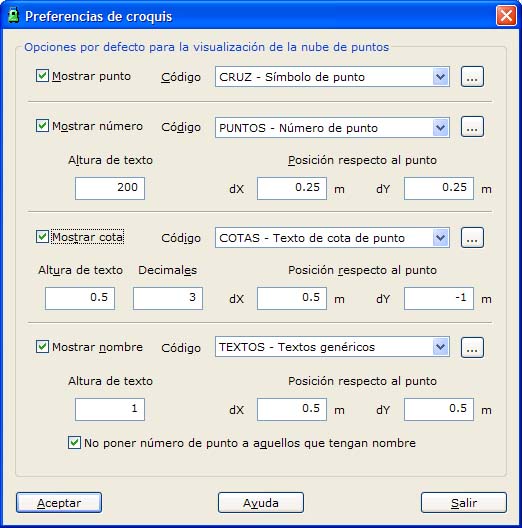 Preferencias de croquis
Opciones por defecto para la visualización de la nube de puntos
Mostrar punto Código CRUZ - Símbolo de punto ...
Mostrar número Código PUNTOS - Número de punto ...
Altura de texto Posición respecto al punto
200 dX 0.25 m dY 0.25 m
Mostrar cota Código COTAS - Texto de cota de punto ...
Altura de texto Decimales Posición respecto al punto
0.5 3 dX 0.5 m dY -1 m
Mostrar nombre Código TEXTOS - Textos genéricos ...
Altura de texto Posición respecto al punto
1 dX 0.5 m dY 0.5 m
No poner número de punto a aquellos que tengan nombre
Aceptar Ayuda Salir